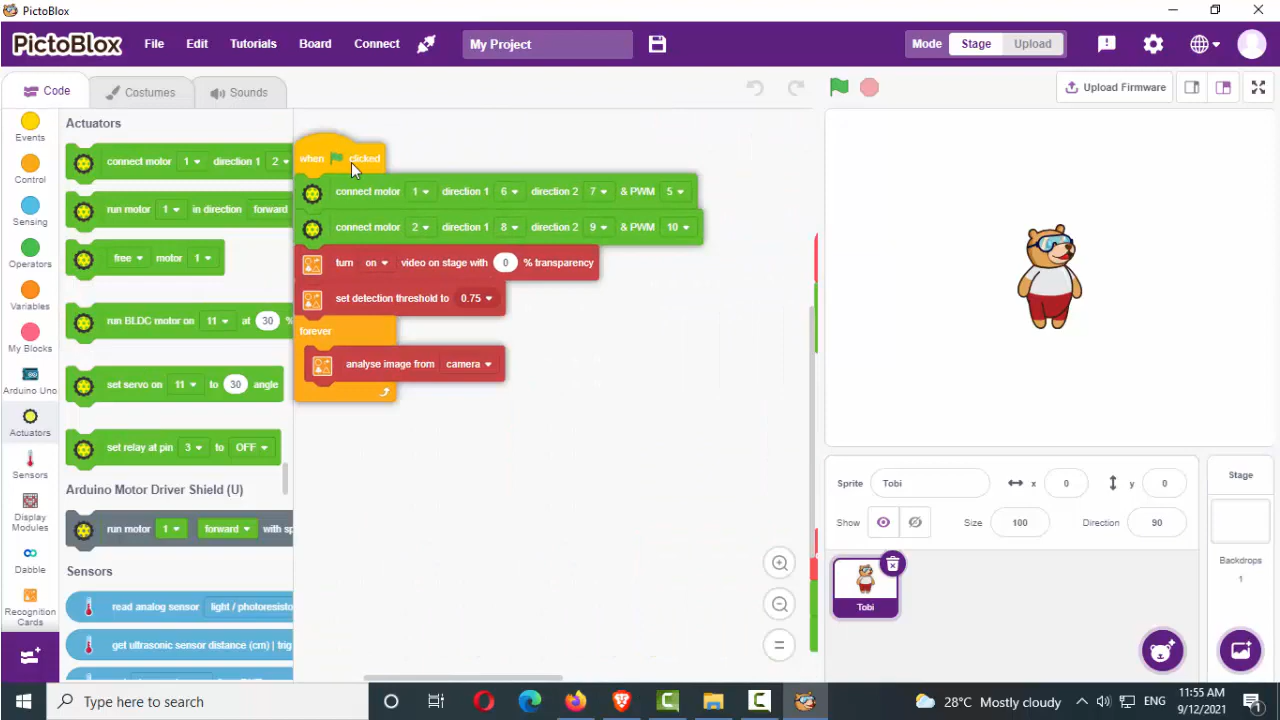 PictoBlox
PictoBlox File Edit Tutorials Board Connect My Project Mode Stage Upload
Code Costumes Sounds Upload Firmware
Events
Control
Sensing
Operators
Variables
My Blocks
Arduino Uno
Actuators
Sensors
Display
Modules
Dabble
Recognition
Cards
Actuators
connect motor 1 direction 1 2
run motor 1 in direction forward
free motor 1
run BLDC motor on 11 at 30 %
set servo on 11 to 30 angle
set relay at pin 3 to OFF
Arduino Motor Driver Shield (U)
run motor 1 forward with sp
Sensors
read analog sensor light / photoresisto
get ultrasonic sensor distance (cm) | trig
when clicked
connect motor 1 direction 1 6 direction 2 7 & PWM 5
connect motor 2 direction 1 8 direction 2 9 & PWM 10
turn on video on stage with 0 % transparency
set detection threshold to 0.75
forever
analyse image from camera
Sprite Tobi x 0 y 0
Show Size 100 Direction 90
Tobi
Stage
Backdrops
1
Type here to search
28°C Mostly cloudy ENG
11:55 AM
9/12/2021
1